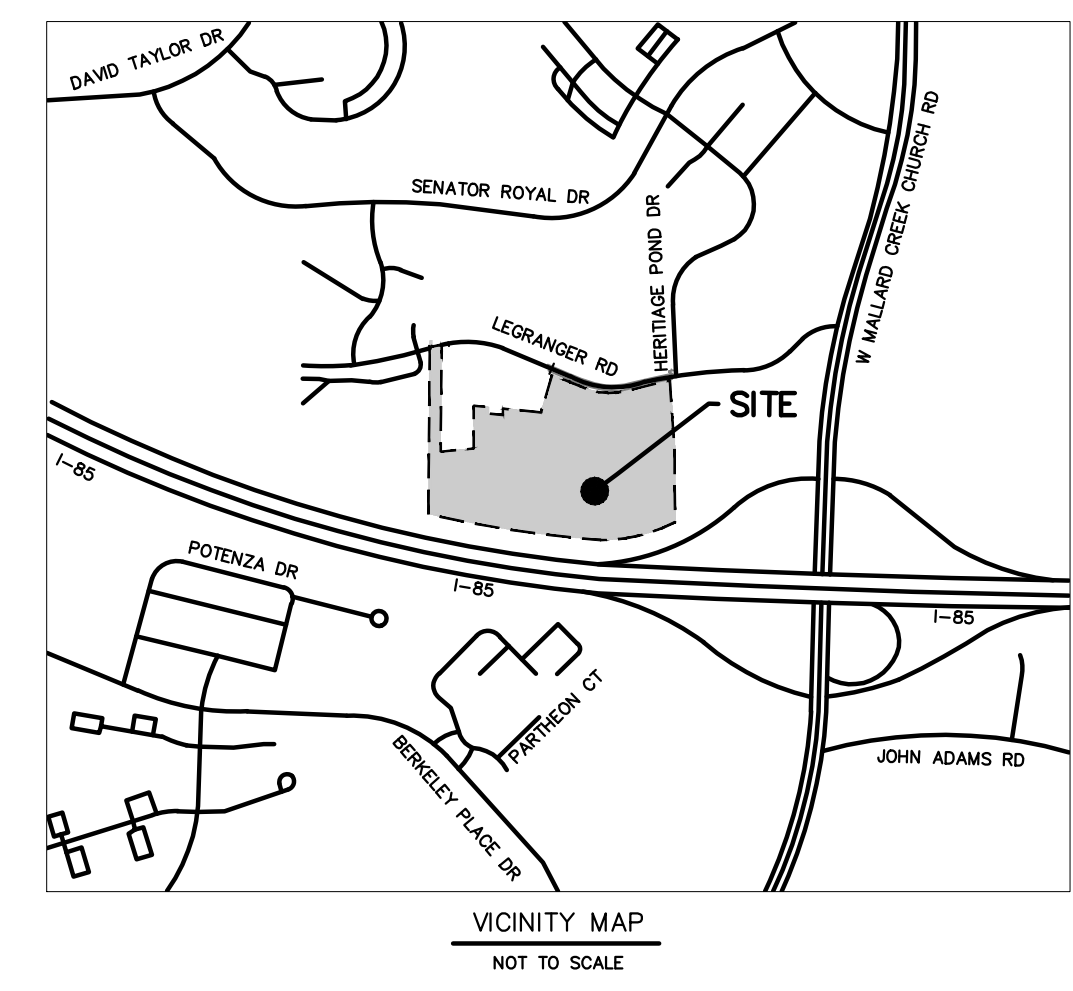 DAVID TAYLOR DR
SENATOR ROYAL DR
HERITIAGE POND DR
W MALLARD CREEK CHURCH RD
LEGRANGER RD
SITE
I-85
POTENZA DR
I-85
I-85
PARTHEON CT
BERKELEY PLACE DR
JOHN ADAMS RD
VICINITY MAP
NOT TO SCALE